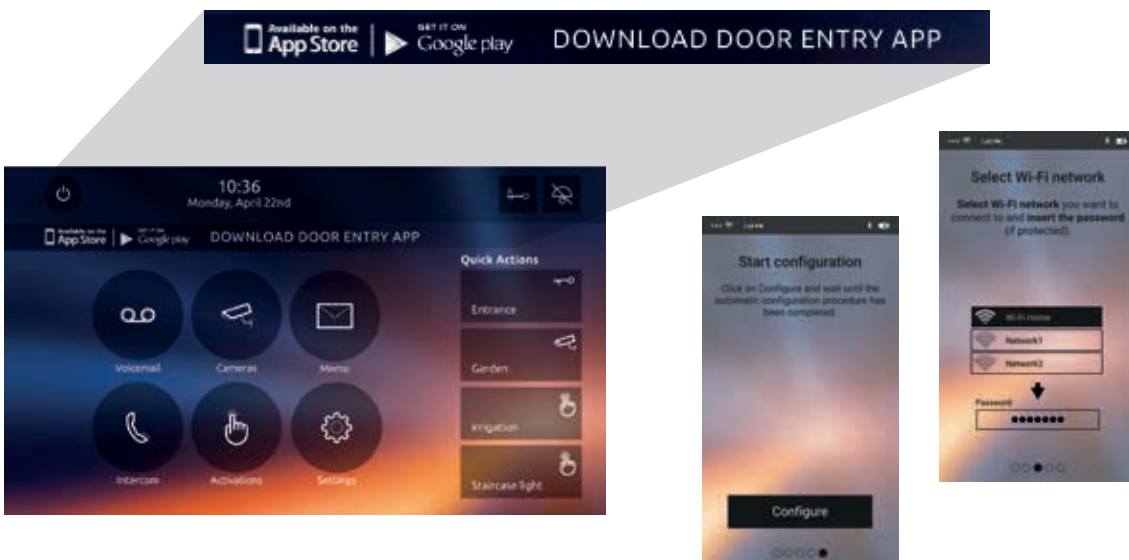 Available on the
App Store
GET IT ON
Google play
DOWNLOAD DOOR ENTRY APP
10:36
Monday, April 22nd
Available on the
App Store
Google play
DOWNLOAD DOOR ENTRY APP
Quick Actions
Entrance
Garden
Irrigation
Staircase light
Voicemail
Cameras
Memo
Intercom
Activations
Settings
Start configuration
Click on Configure and wait until the
automatic configuration procedure has
been completed
Configure
Select Wi-Fi network
Select Wi-Fi network you want to
connect to and insert the password
(if protected).
Wi-Fi Home
Network1
Network2
Password